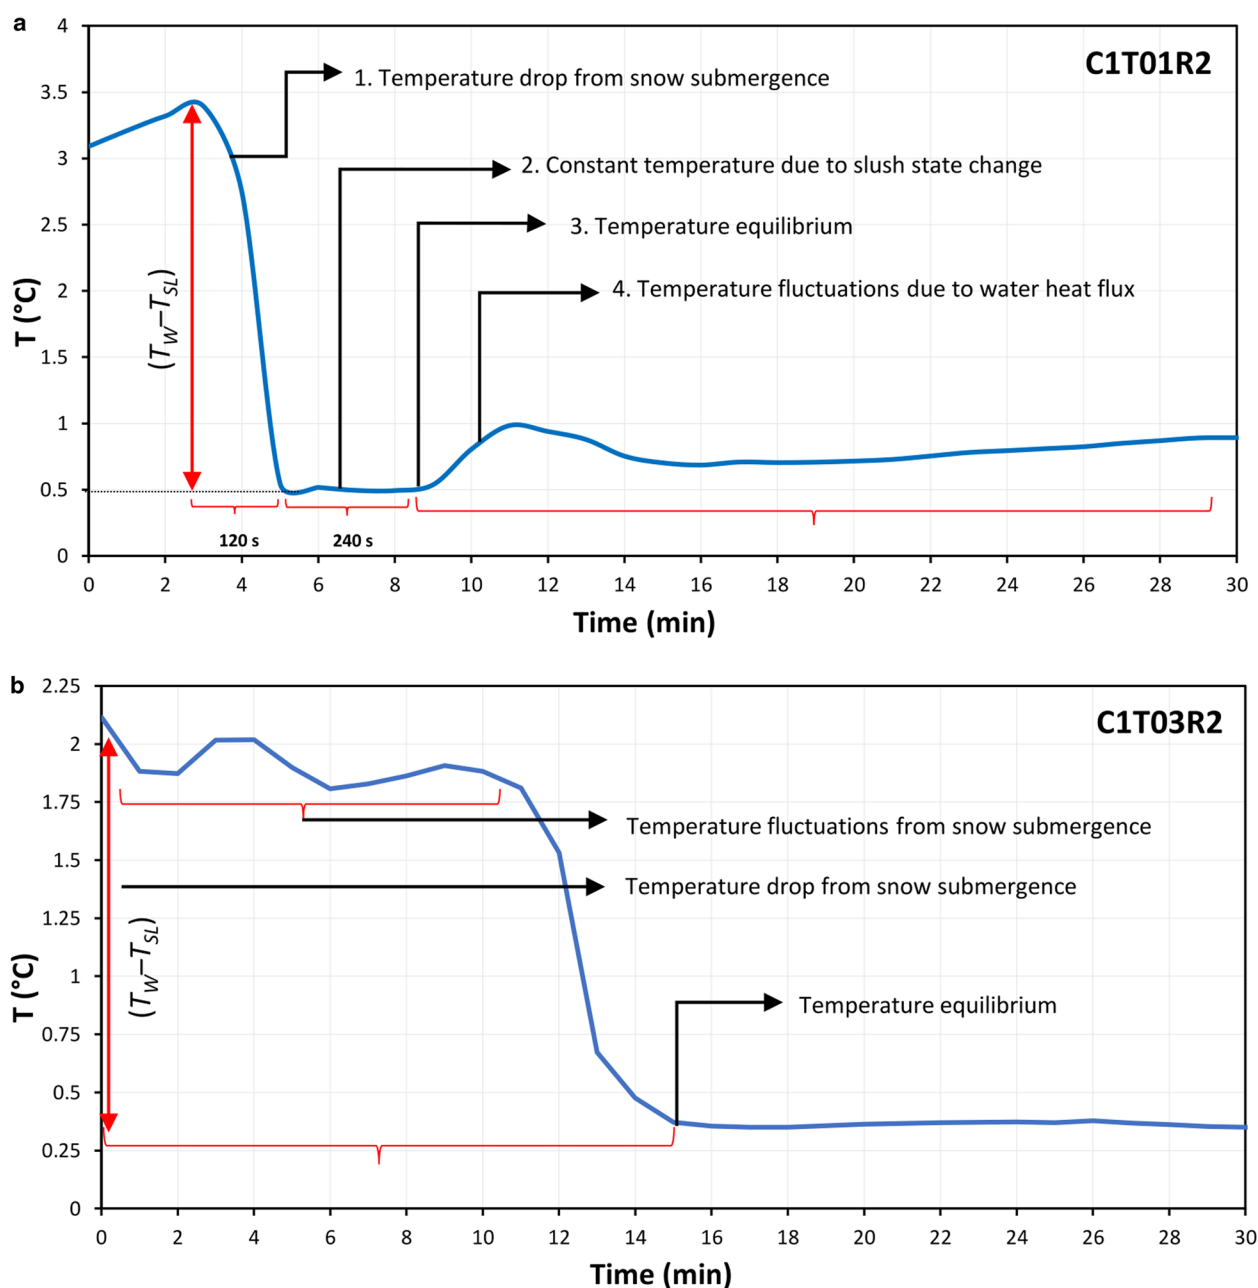 a
C1T01R2
4
3.5
3
2.5
2
1.5
1
0.5
0
T (°C)
(TW–TSL)
1. Temperature drop from snow submergence
2. Constant temperature due to slush state change
3. Temperature equilibrium
4. Temperature fluctuations due to water heat flux
120 s
240 s
0 2 4 6 8 10 12 14 16 18 20 22 24 26 28 30
Time (min)
b
C1T03R2
2.25
2
1.75
1.5
1.25
1
0.75
0.5
0.25
0
T (°C)
(TW–TSL)
Temperature fluctuations from snow submergence
Temperature drop from snow submergence
Temperature equilibrium
0 2 4 6 8 10 12 14 16 18 20 22 24 26 28 30
Time (min)